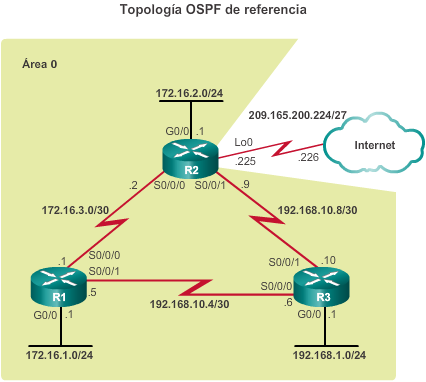 Topología OSPF de referencia
Área 0
172.16.2.0/24
209.165.200.224/27
G0/0 .1
Lo0
Internet
R2
.225
.226
.2 S0/0/0 S0/0/1 .9
172.16.3.0/30
192.168.10.8/30
.1 S0/0/0
S0/0/1 .10
S0/0/1
R1
.5
S0/0/0
R3
192.168.10.4/30
.6
G0/0 .1
G0/0 .1
172.16.1.0/24
192.168.1.0/24